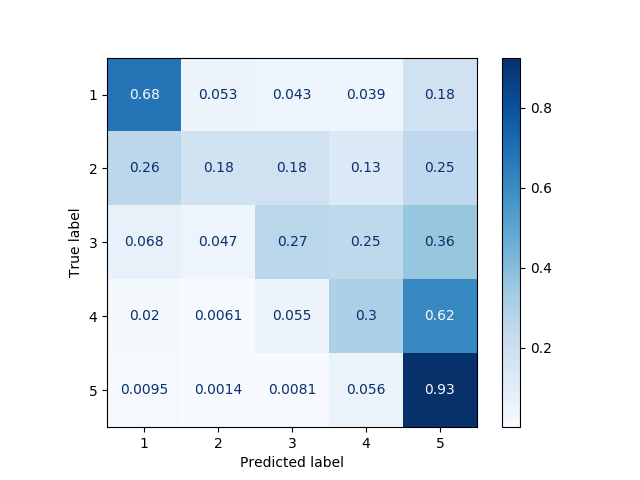 1 0.68 0.053 0.043 0.039 0.18
2 0.26 0.18 0.18 0.13 0.25
3 0.068 0.047 0.27 0.25 0.36
4 0.02 0.0061 0.055 0.3 0.62
5 0.0095 0.0014 0.0081 0.056 0.93
1 2 3 4 5
Predicted label
True label
0.8
0.6
0.4
0.2